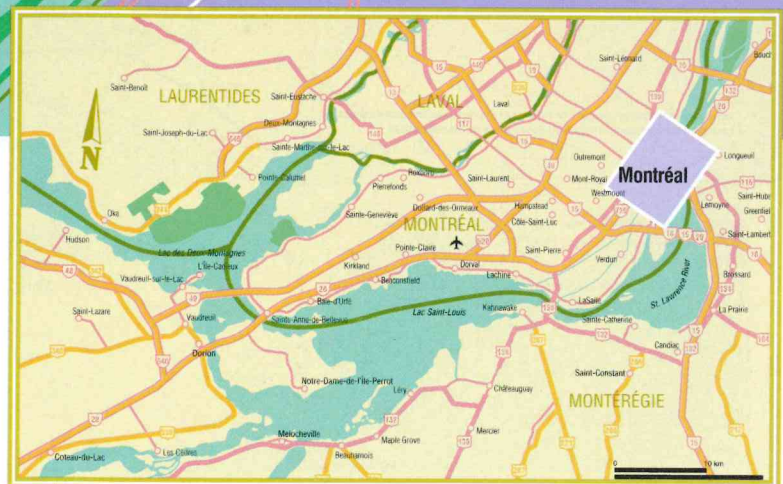 Saint-Benoît
LAURENTIDES
Saint-Eustache
Deux-Montagnes
Saint-Joseph-du-Lac
Sainte-Marthe-sur-le-Lac
Pointe-Calumet
Oka
Hudson
Lac des Deux-Montagnes
LAVAL
Laval
Saint-Léonard
Outremont
Mont-Royal
Westmount
Montréal
Longueuil
Saint-Laurent
Hampstead
Côte-Saint-Luc
Roxboro
Pierrefonds
Dollard-des-Ormeaux
Sainte-Geneviève
MONTRÉAL
Pointe-Claire
Saint-Pierre
Verdun
Lemoyne
Saint-Lambert
Kirkland
Dorval
Lachine
Beaconsfield
Baie-d'Urfé
Vaudreuil-sur-le-Lac
Saint-Lazare
Vaudreuil
Dorion
Sainte-Anne-de-Bellevue
Lac Saint-Louis
Kahnawake
LaSalle
Sainte-Catherine
St. Lawrence River
Brossard
La Prairie
Candiac
Saint-Constant
MONTÉRÉGIE
Notre-Dame-de-l'Île-Perrot
Léry
Châteauguay
Mercier
Melocheville
Maple Grove
Beauharnois
Les Cèdres
Coteau-du-Lac
N
0 10 km